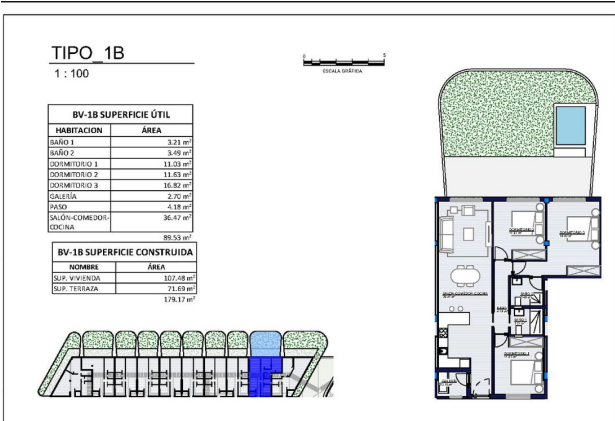 TIPO_1B
1 : 100
0 5
ESCALA GRÁFICA
BV-1B SUPERFICIE ÚTIL
HABITACION ÁREA
BAÑO 1 3.21 m²
BAÑO 2 3.49 m²
DORMITORIO 1 11.03 m²
DORMITORIO 2 11.63 m²
DORMITORIO 3 16.82 m²
GALERÍA 2.70 m²
PASO 4.18 m²
SALÓN-COMEDOR-COCINA 36.47 m²
89.53 m²
BV-1B SUPERFICIE CONSTRUIDA
NOMBRE ÁREA
SUP. VIVIENDA 107.48 m²
SUP. TERRAZA 71.69 m²
179.17 m²